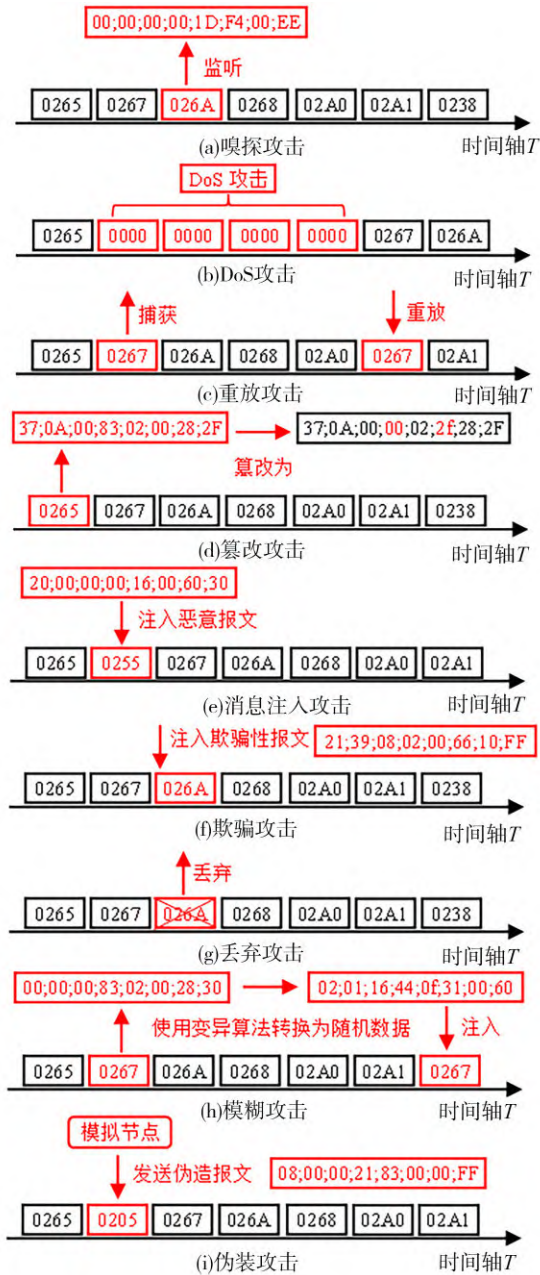 00;00;00;00;1D;F4;00;EE
监听
0265 0267 026A 0268 02A0 02A1 0238
(a)嗅探攻击 时间轴T
DoS 攻击
0265 0000 0000 0000 0000 0267 026A
(b)DoS攻击 时间轴T
捕获 重放
0265 0267 026A 0268 02A0 0267 02A1
(c)重放攻击 时间轴T
37;0A;00;83;02;00;28;2F 37;0A;00;00;02;2f;28;2F
篡改为
0265 0267 026A 0268 02A0 02A1 0238
(d)篡改攻击 时间轴T
20;00;00;00;16;00;60;30
注入恶意报文
0265 0255 0267 026A 0268 02A0 02A1
(e)消息注入攻击 时间轴T
注入欺骗性报文 21;39;08;02;00;66;10;FF
0265 0267 026A 0268 02A0 02A1 0238
(f)欺骗攻击 时间轴T
丢弃
0265 0267 026A 0268 02A0 02A1 0238
(g)丢弃攻击 时间轴T
00;00;00;83;02;00;28;30 02;01;16;44;0f;31;00;60
使用变异算法转换为随机数据 注入
0265 0267 026A 0268 02A0 02A1 0267
(h)模糊攻击 时间轴T
模拟节点
发送伪造报文 08;00;00;21;83;00;00;FF
0265 0205 0267 026A 0268 02A0 02A1
(i)伪装攻击 时间轴T